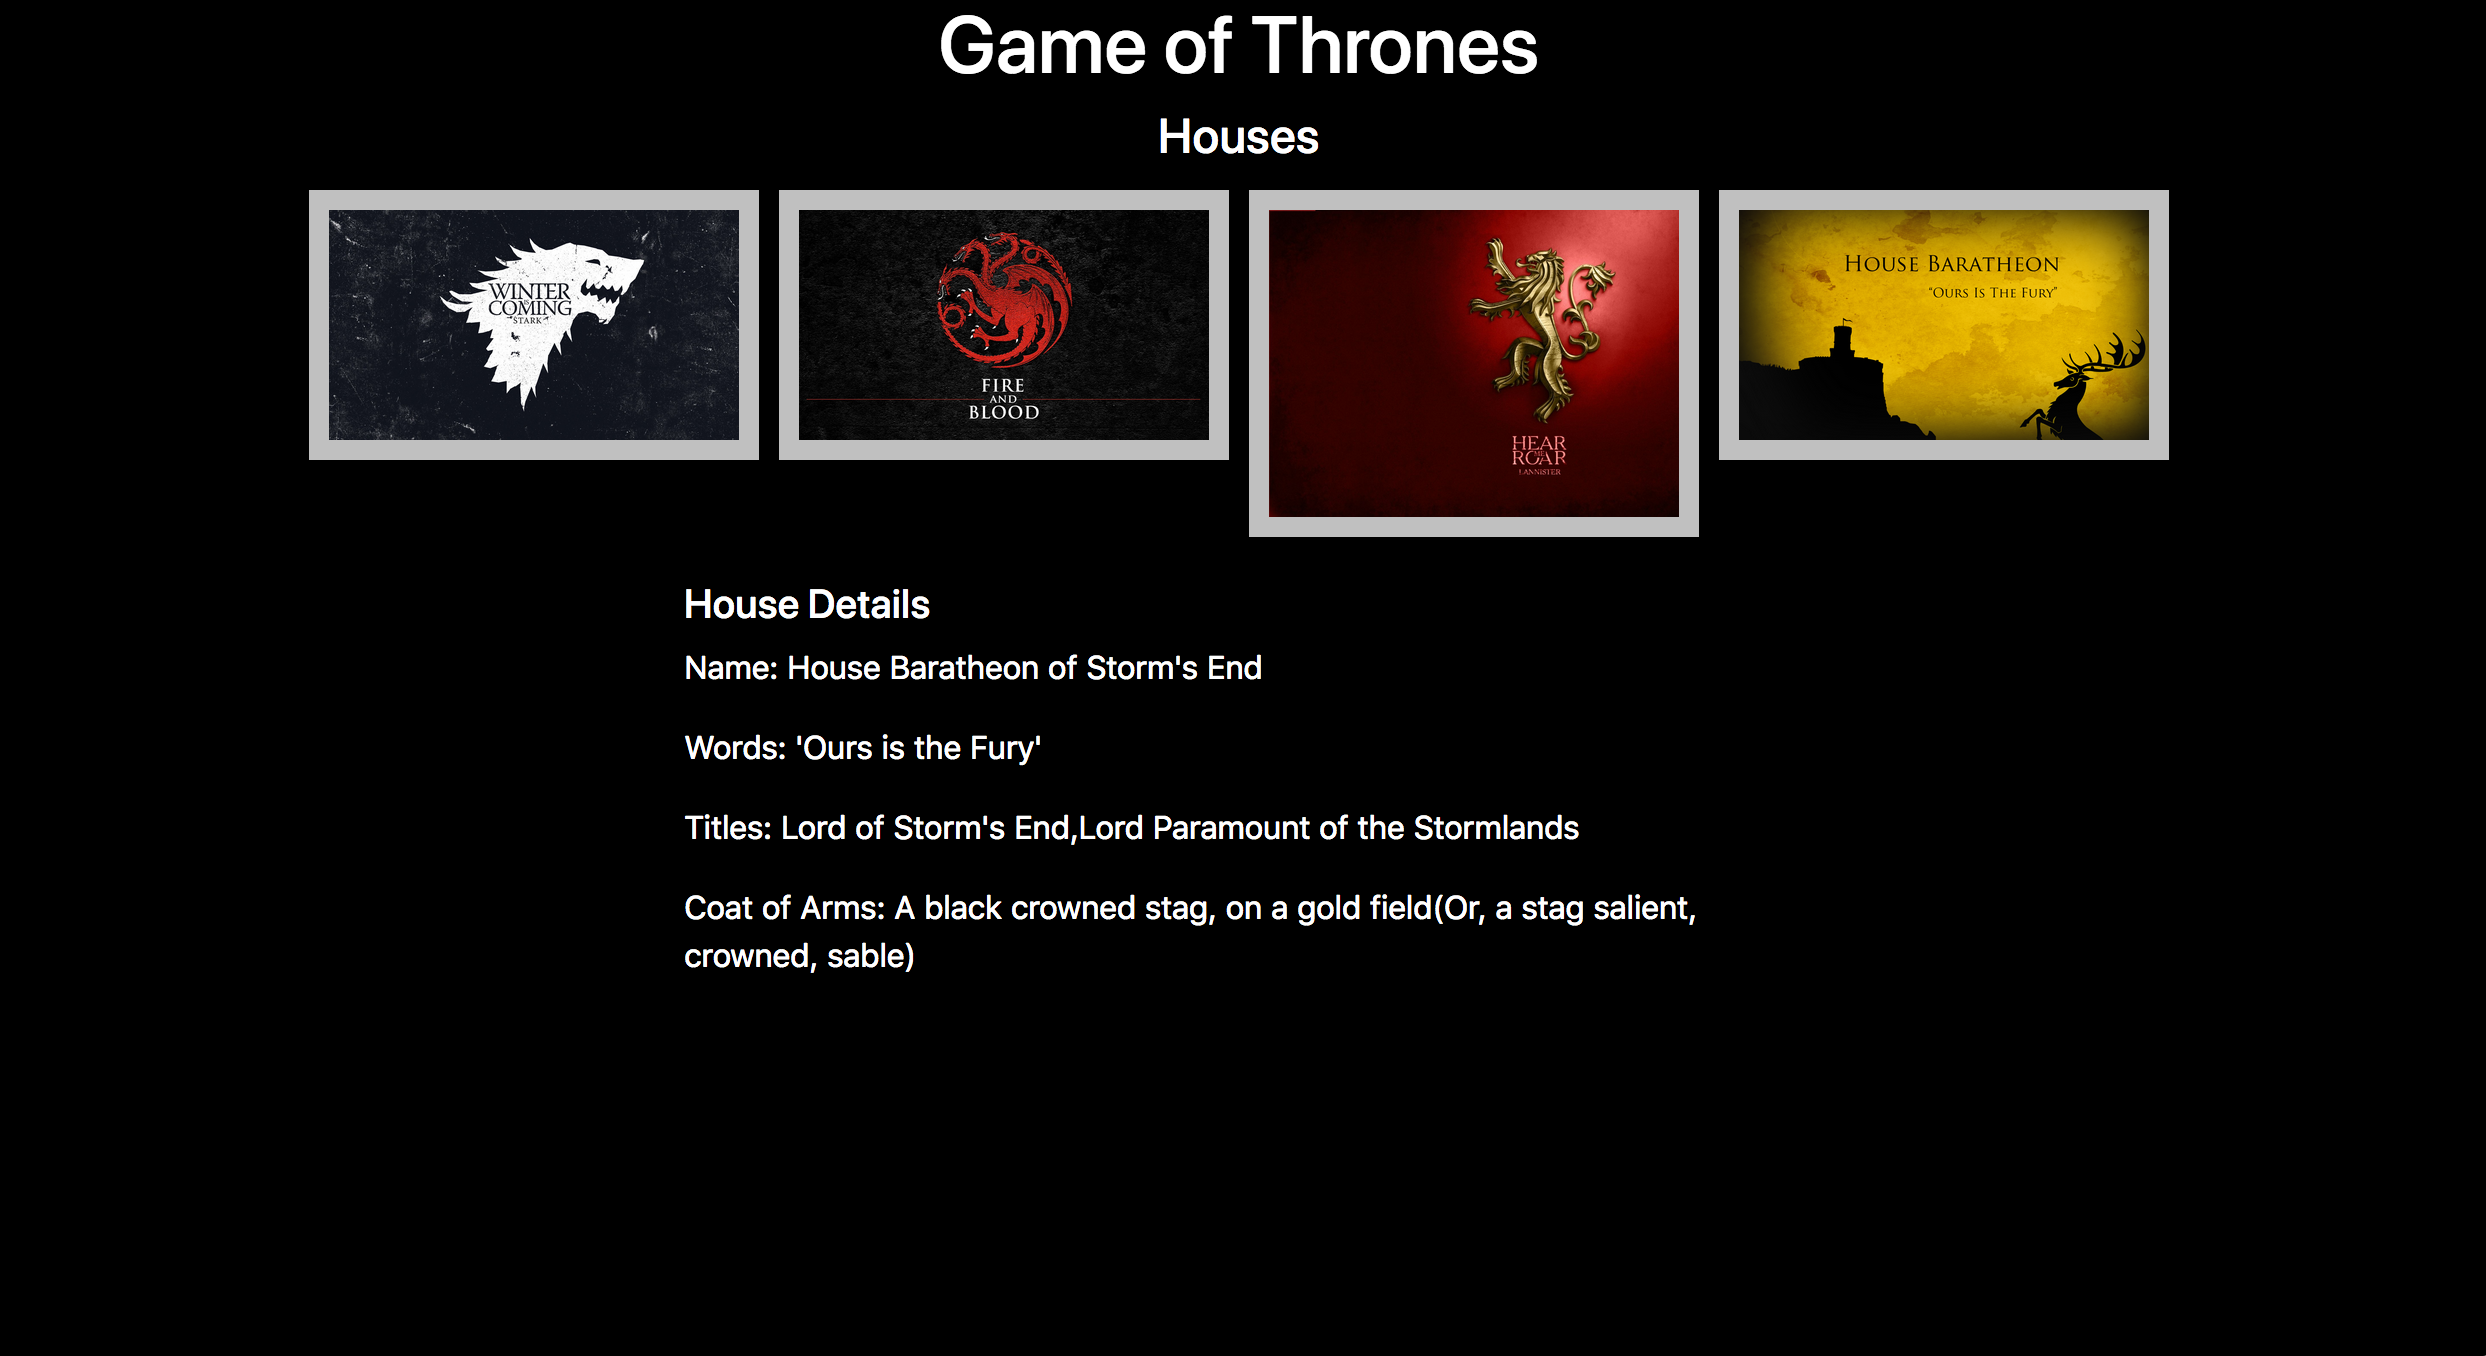 Game of Thrones
Houses
WINTER
IS
COMING
STARK
FIRE
AND
BLOOD
HEAR
ME
ROAR
LANNISTER
HOUSE BARATHEON
“OURS IS THE FURY”
House Details
Name: House Baratheon of Storm's End
Words: 'Ours is the Fury'
Titles: Lord of Storm's End,Lord Paramount of the Stormlands
Coat of Arms: A black crowned stag, on a gold field(Or, a stag salient,
crowned, sable)